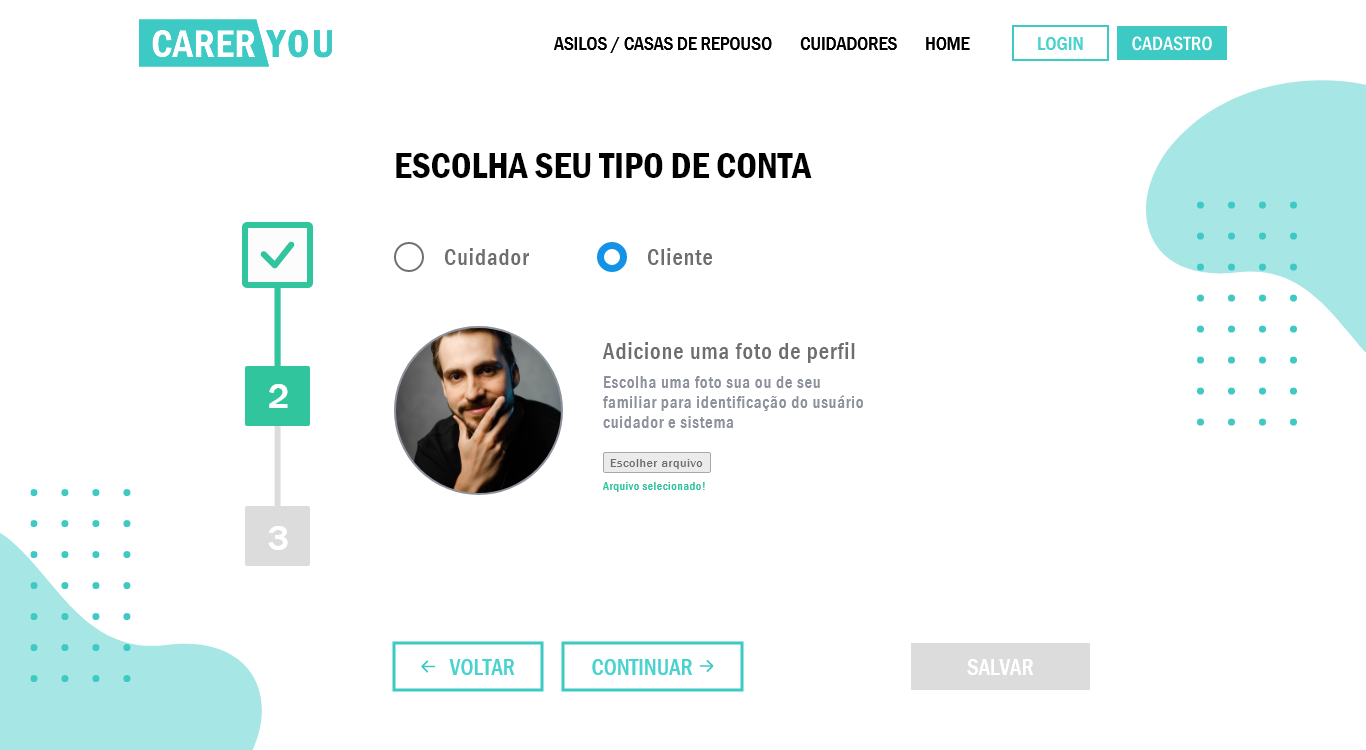 CARER YOU
ASILOS / CASAS DE REPOUSO
CUIDADORES
HOME
LOGIN
CADASTRO
ESCOLHA SEU TIPO DE CONTA
Cuidador
Cliente
Adicione uma foto de perfil
Escolha uma foto sua ou de seu
familiar para identificação do usuário
cuidador e sistema
Escolher arquivo
Arquivo selecionado!
2
3
← VOLTAR
CONTINUAR →
SALVAR